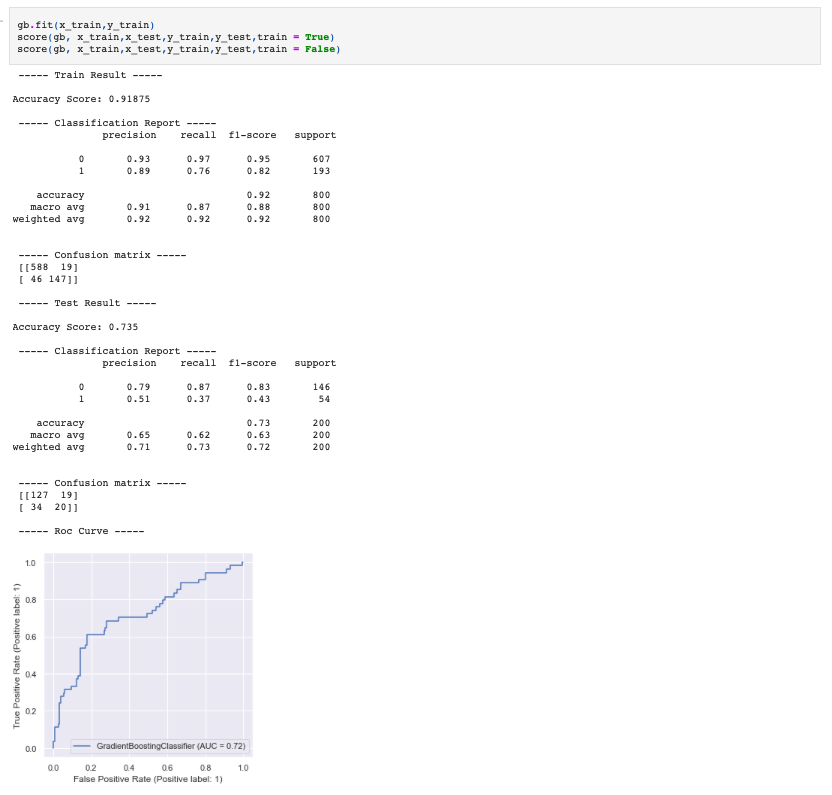 gb.fit(x_train,y_train)
score(gb, x_train,x_test,y_train,y_test,train = True)
score(gb, x_train,x_test,y_train,y_test,train = False)
----- Train Result -----
Accuracy Score: 0.91875
----- Classification Report -----
precision recall f1-score support
0 0.93 0.97 0.95 607
1 0.89 0.76 0.82 193
accuracy 0.92 800
macro avg 0.91 0.87 0.88 800
weighted avg 0.92 0.92 0.92 800
----- Confusion matrix -----
[[588 19]
[ 46 147]]
----- Test Result -----
Accuracy Score: 0.735
----- Classification Report -----
precision recall f1-score support
0 0.79 0.87 0.83 146
1 0.51 0.37 0.43 54
accuracy 0.73 200
macro avg 0.65 0.62 0.63 200
weighted avg 0.71 0.73 0.72 200
----- Confusion matrix -----
[[127 19]
[ 34 20]]
----- Roc Curve -----
True Positive Rate (Positive label: 1)
1.0
0.8
0.6
0.4
0.2
0.0
GradientBoostingClassifier (AUC = 0.72)
0.0 0.2 0.4 0.6 0.8 1.0
False Positive Rate (Positive label: 1)